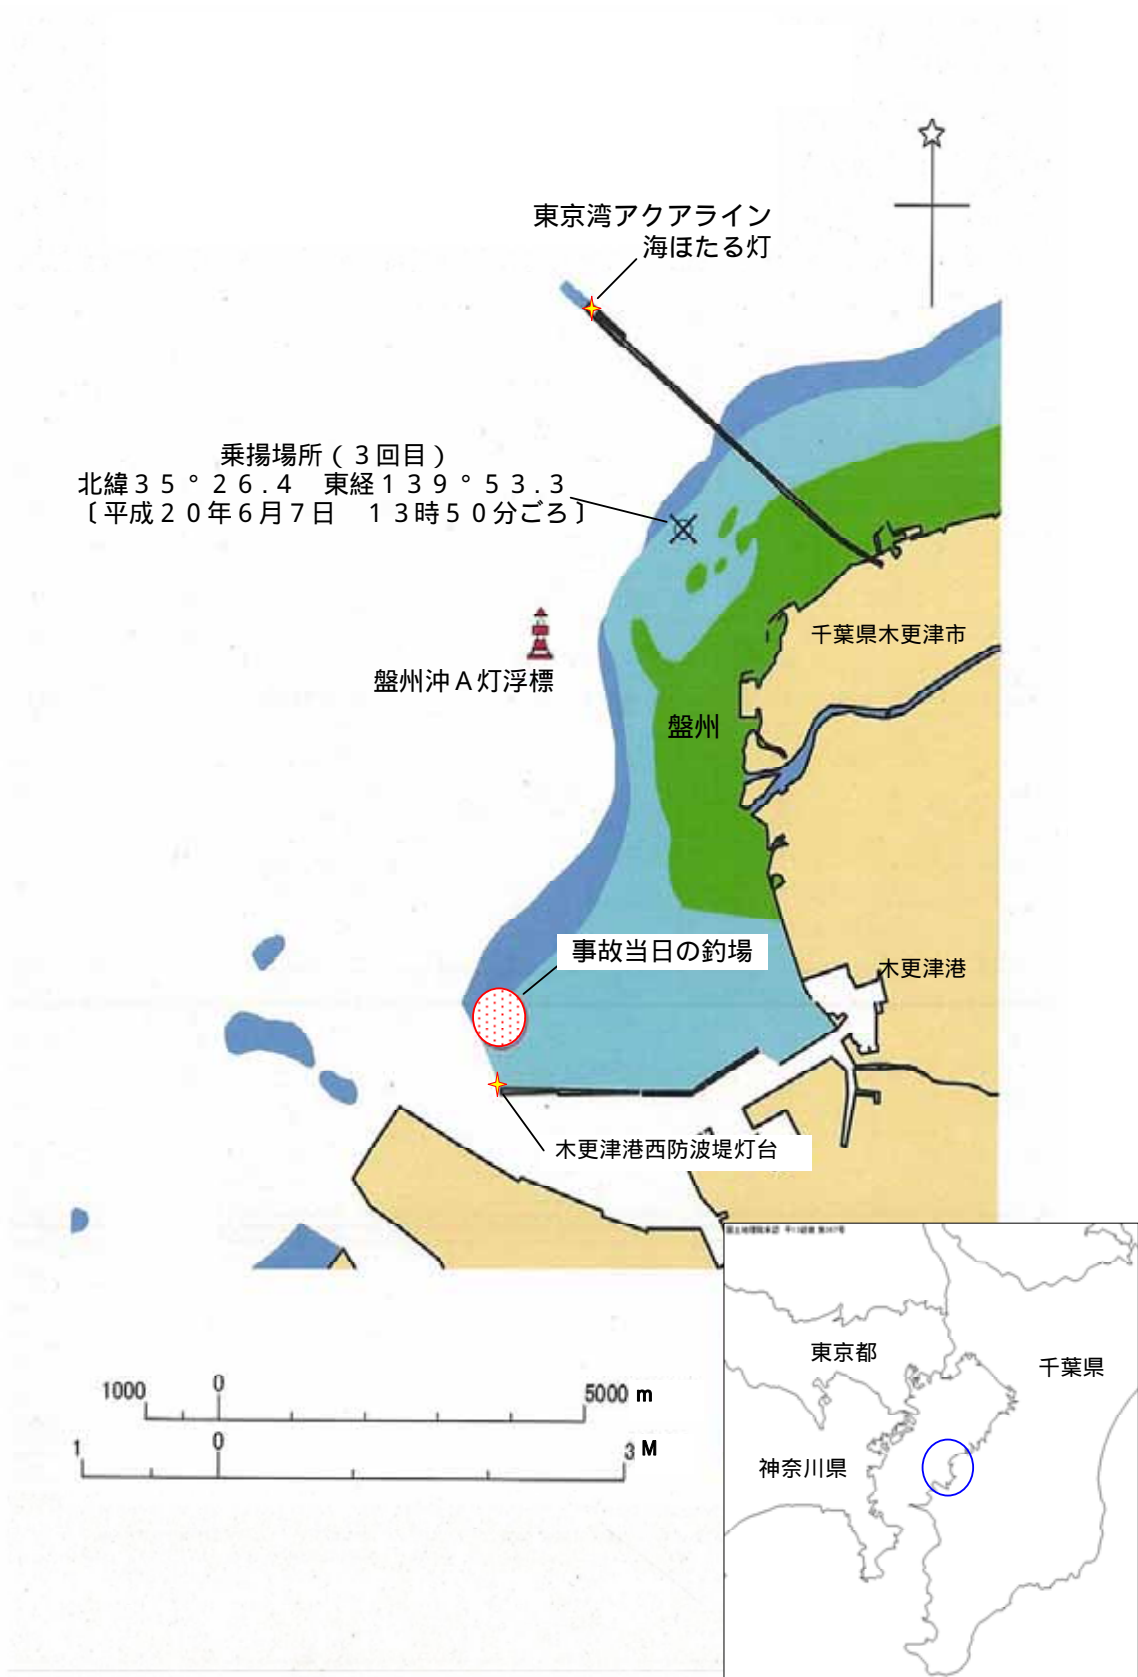 東京湾アクアライン
海ほたる灯
乗揚場所（３回目）
北緯３５°２６.４　東経１３９°５３.３
〔平成２０年６月７日　１３時５０分ごろ〕
千葉県木更津市
盤州沖Ａ灯浮標
盤州
事故当日の釣場
木更津港
木更津港西防波堤灯台
東京都
千葉県
神奈川県
1000 0 5000 m
1 0 3 M